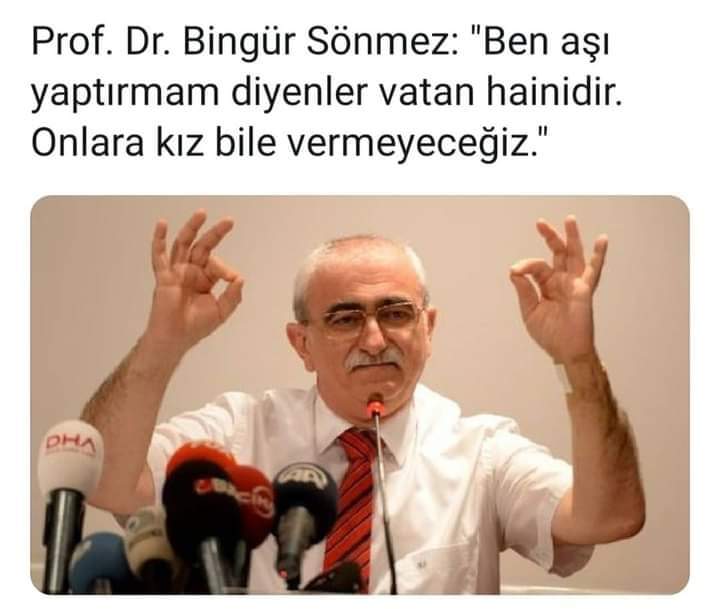 Prof. Dr. Bingür Sönmez: "Ben aşı
yaptırmam diyenler vatan hainidir.
Onlara kız bile vermeyeceğiz."
DHA